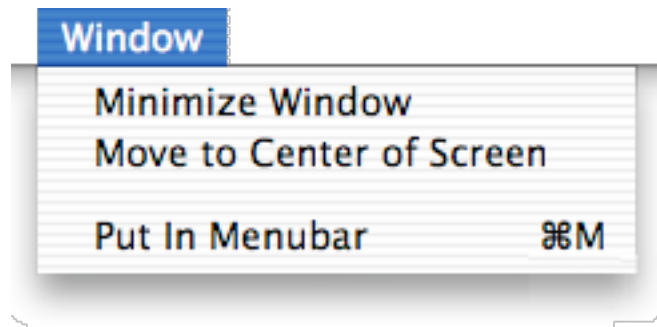 Window
Minimize Window
Move to Center of Screen
Put In Menubar ⌘M